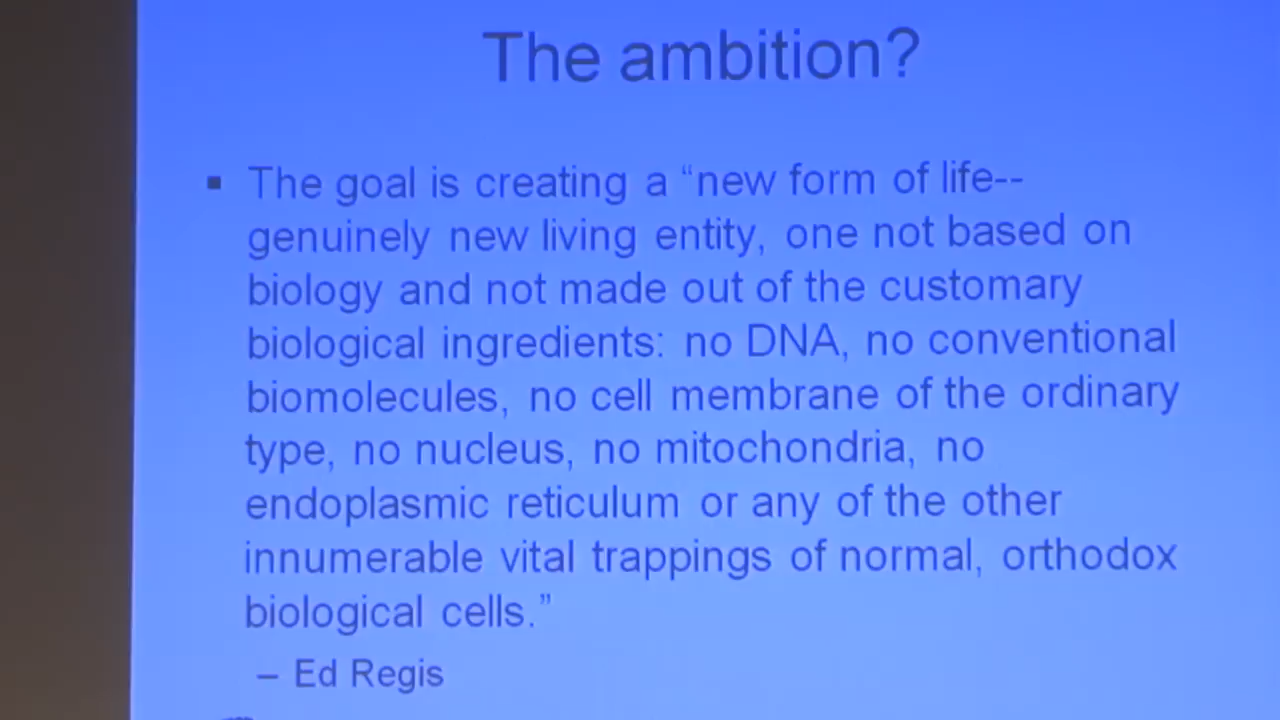 The ambition?
▪ The goal is creating a “new form of life--
genuinely new living entity, one not based on
biology and not made out of the customary
biological ingredients: no DNA, no conventional
biomolecules, no cell membrane of the ordinary
type, no nucleus, no mitochondria, no
endoplasmic reticulum or any of the other
innumerable vital trappings of normal, orthodox
biological cells.”
– Ed Regis